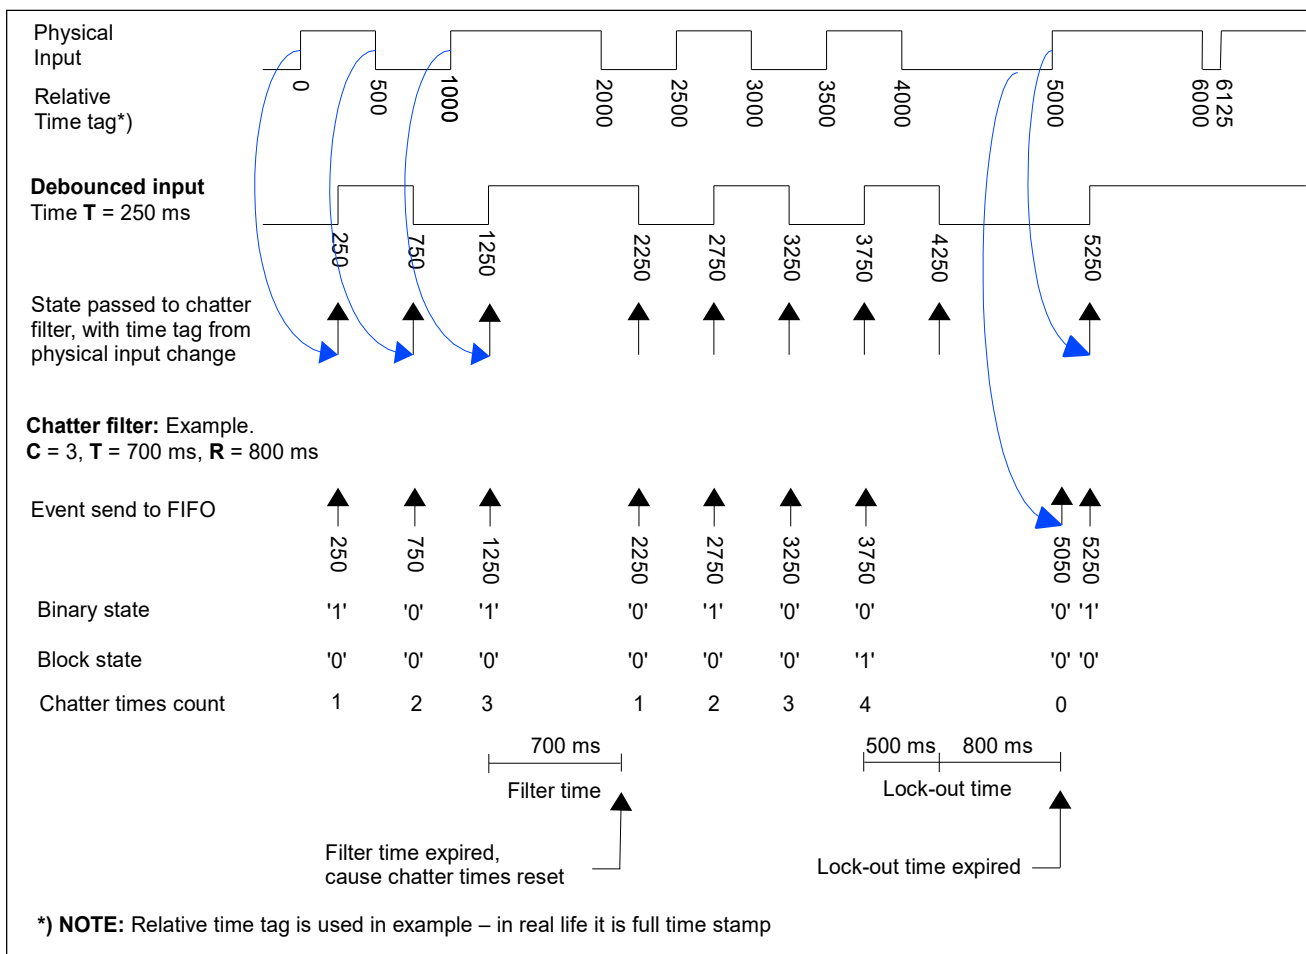 Physical
Input
Relative
Time tag*)
0 500 1000 2000 2500 3000 3500 4000 5000 6000 6125
Debounced input
Time T = 250 ms
250 750 1250 2250 2750 3250 3750 4250 5250
State passed to chatter
filter, with time tag from
physical input change
Chatter filter: Example.
C = 3, T = 700 ms, R = 800 ms
Event send to FIFO
250 750 1250 2250 2750 3250 3750 5050 5250
Binary state '1' '0' '1' '0' '1' '0' '0' '0' '1'
Block state '0' '0' '0' '0' '0' '0' '1' '0' '0'
Chatter times count 1 2 3 1 2 3 4 0
700 ms 500 ms 800 ms
Filter time Lock-out time
Filter time expired,
cause chatter times reset
Lock-out time expired
*) NOTE: Relative time tag is used in example – in real life it is full time stamp